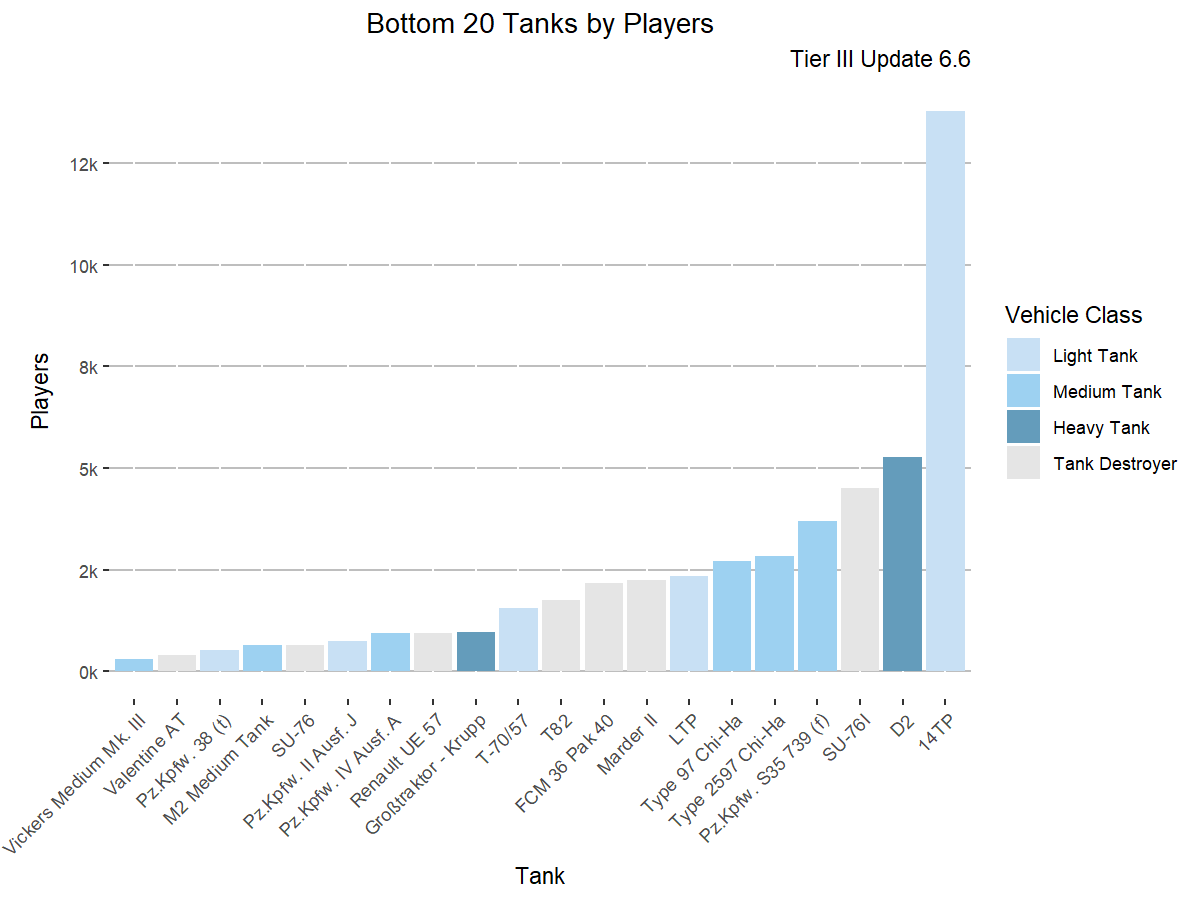 Bottom 20 Tanks by Players
Tier III Update 6.6
Players
12k
10k
8k
5k
2k
0k
Vickers Medium Mk. III
Valentine AT
Pz.Kpfw. 38 (t)
M2 Medium Tank
SU-76
Pz.Kpfw. II Ausf. J
Pz.Kpfw. IV Ausf. A
Renault UE 57
Großtraktor - Krupp
T-70/57
T82
FCM 36 Pak 40
Marder II
LTP
Type 97 Chi-Ha
Type 2597 Chi-Ha
Pz.Kpfw. S35 739 (f)
SU-76I
D2
14TP
Tank
Vehicle Class
Light Tank
Medium Tank
Heavy Tank
Tank Destroyer